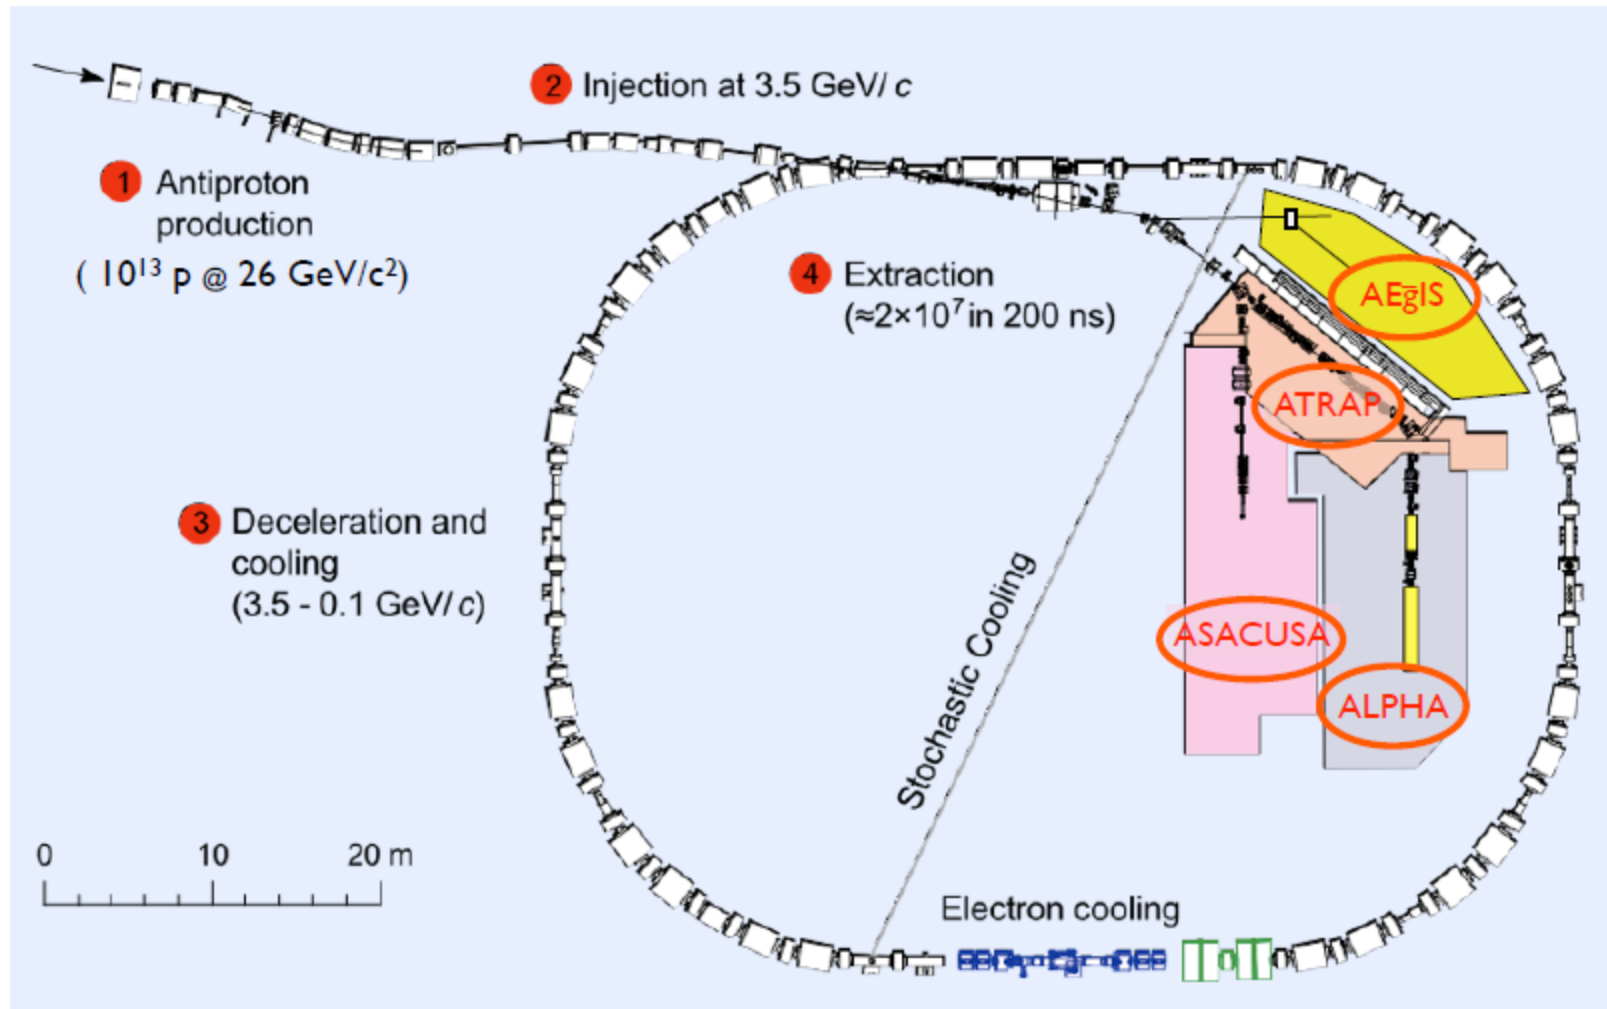 2 Injection at 3.5 GeV/ c
1 Antiproton
production
( 10¹³ p @ 26 GeV/c²)
4 Extraction
(≈2×10⁷ in 200 ns)
AEḡIS
ATRAP
3 Deceleration and
cooling
(3.5 - 0.1 GeV/ c)
Stochastic Cooling
ASACUSA
ALPHA
0 10 20 m
Electron cooling